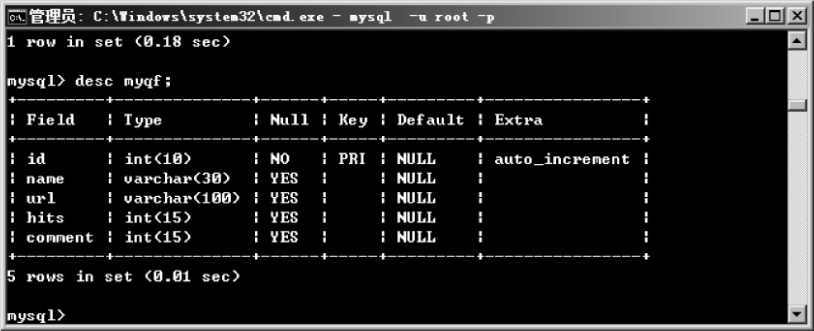 管理员: C:\Windows\system32\cmd.exe - mysql -u root -p
1 row in set (0.18 sec)
mysql> desc myqf;
+---------+--------------+------+-----+---------+----------------+
| Field | Type | Null | Key | Default | Extra |
+---------+--------------+------+-----+---------+----------------+
| id | int(10) | NO | PRI | NULL | auto_increment |
| name | varchar(30) | YES | | NULL | |
| url | varchar(100) | YES | | NULL | |
| hits | int(15) | YES | | NULL | |
| comment | int(15) | YES | | NULL | |
+---------+--------------+------+-----+---------+----------------+
5 rows in set (0.01 sec)
mysql>